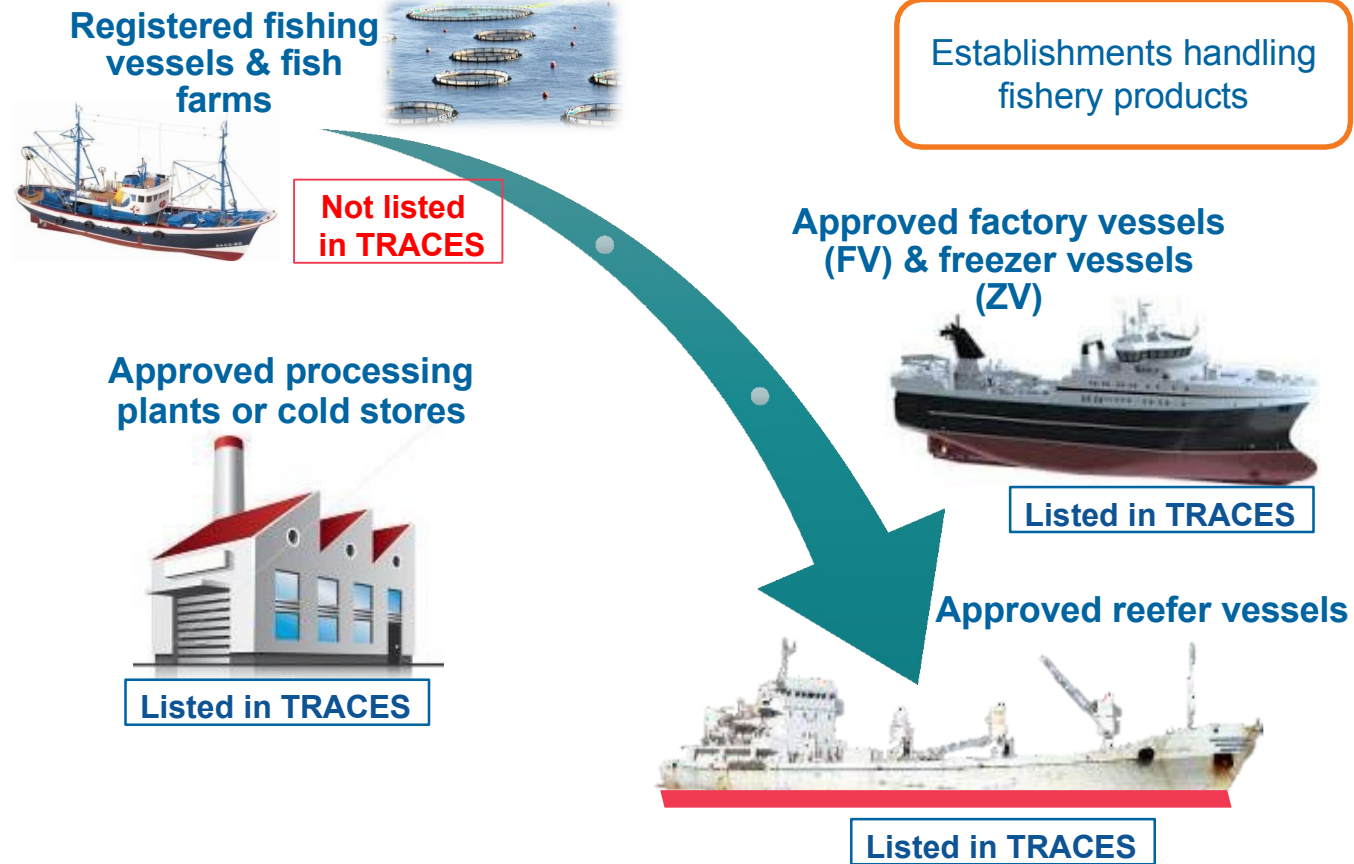 Registered fishing
vessels & fish
farms
Establishments handling
fishery products
Not listed
in TRACES
Approved factory vessels
(FV) & freezer vessels
(ZV)
Listed in TRACES
Approved processing
plants or cold stores
Listed in TRACES
Approved reefer vessels
Listed in TRACES